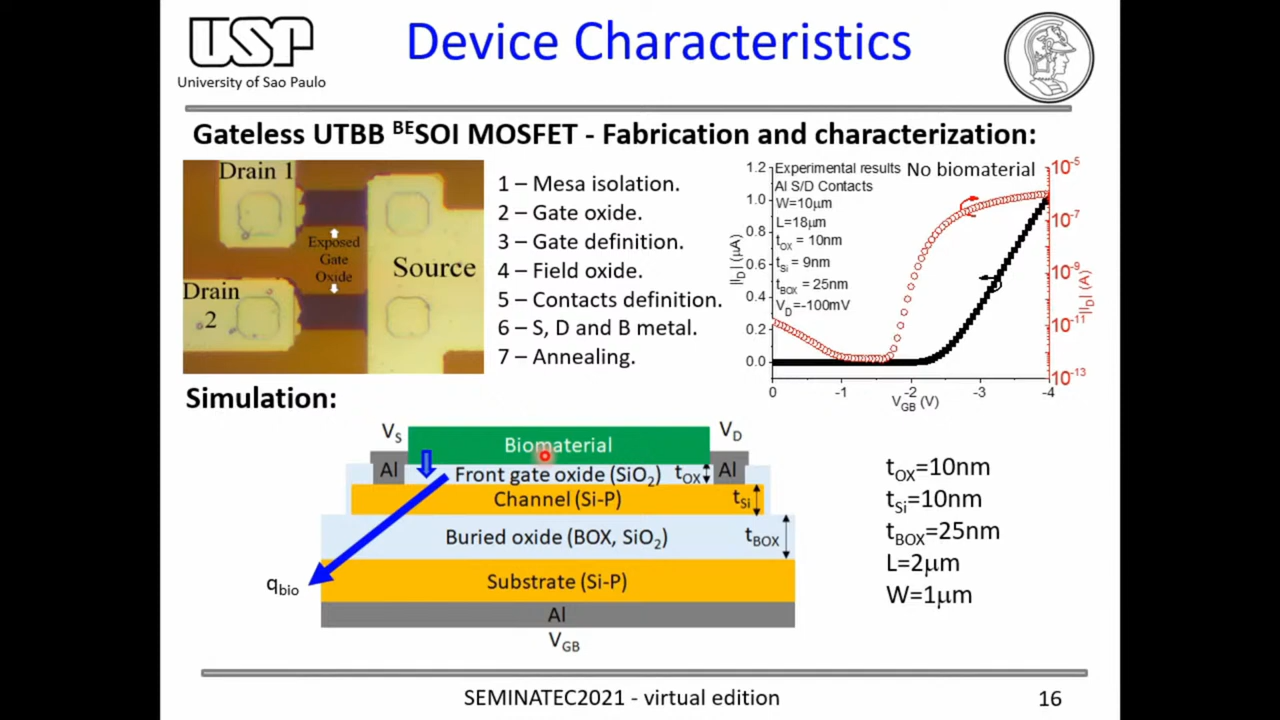 USP
University of Sao Paulo
Device Characteristics
Gateless UTBB ᴮᴱSOI MOSFET - Fabrication and characterization:
Drain 1
Exposed
Gate
Oxide
Source
Drain
2
1 – Mesa isolation.
2 – Gate oxide.
3 – Gate definition.
4 – Field oxide.
5 – Contacts definition.
6 – S, D and B metal.
7 – Annealing.
Experimental results
No biomaterial
Al S/D Contacts
W=10μm
L=18μm
tOX = 10nm
tSi = 9nm
tBOX = 25nm
VD=-100mV
1.2
1.0
0.8
0.6
0.4
0.2
0.0
|ID| (μA)
0 -1 -2 -3 -4
VGB (V)
10⁻⁵
10⁻⁷
10⁻⁹
10⁻¹¹
10⁻¹³
|ID| (A)
Simulation:
VS
VD
Biomaterial
Al
Front gate oxide (SiO₂)
tOX
Al
Channel (Si-P)
tSi
Buried oxide (BOX, SiO₂)
tBOX
qbio
Substrate (Si-P)
Al
VGB
tOX=10nm
tSi=10nm
tBOX=25nm
L=2μm
W=1μm
SEMINATEC2021 - virtual edition
16